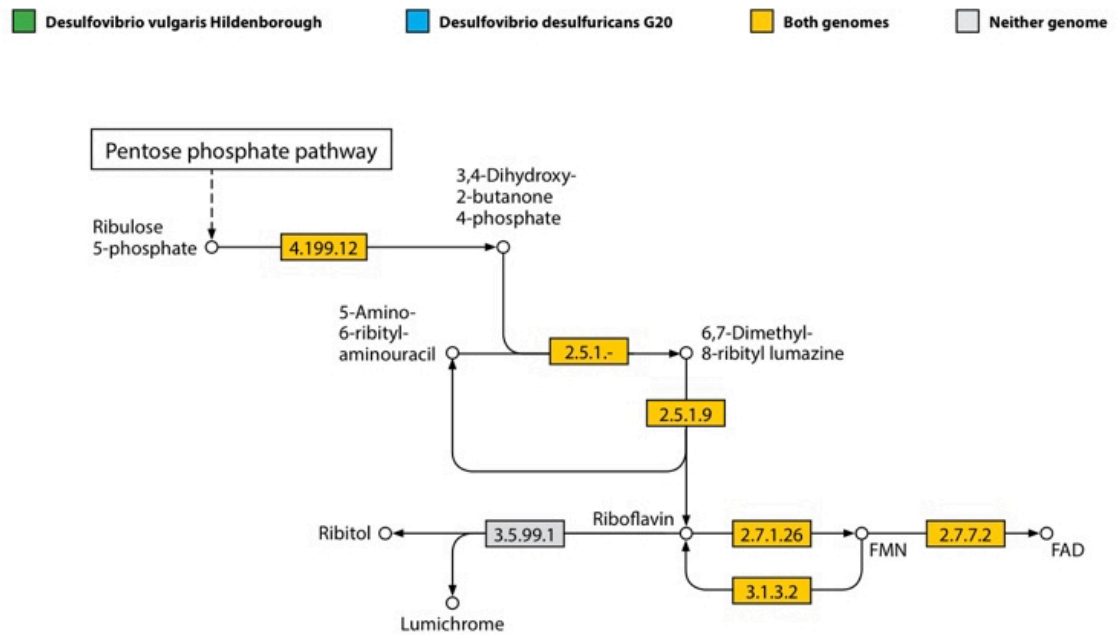 Desulfovibrio vulgaris Hildenborough
Desulfovibrio desulfuricans G20
Both genomes
Neither genome
Pentose phosphate pathway
3,4-Dihydroxy-
2-butanone
4-phosphate
Ribulose
5-phosphate
4.199.12
5-Amino-
6-ribityl-
aminouracil
2.5.1.-
6,7-Dimethyl-
8-ribityl lumazine
2.5.1.9
Ribitol
3.5.99.1
Riboflavin
2.7.1.26
FMN
2.7.7.2
FAD
3.1.3.2
Lumichrome